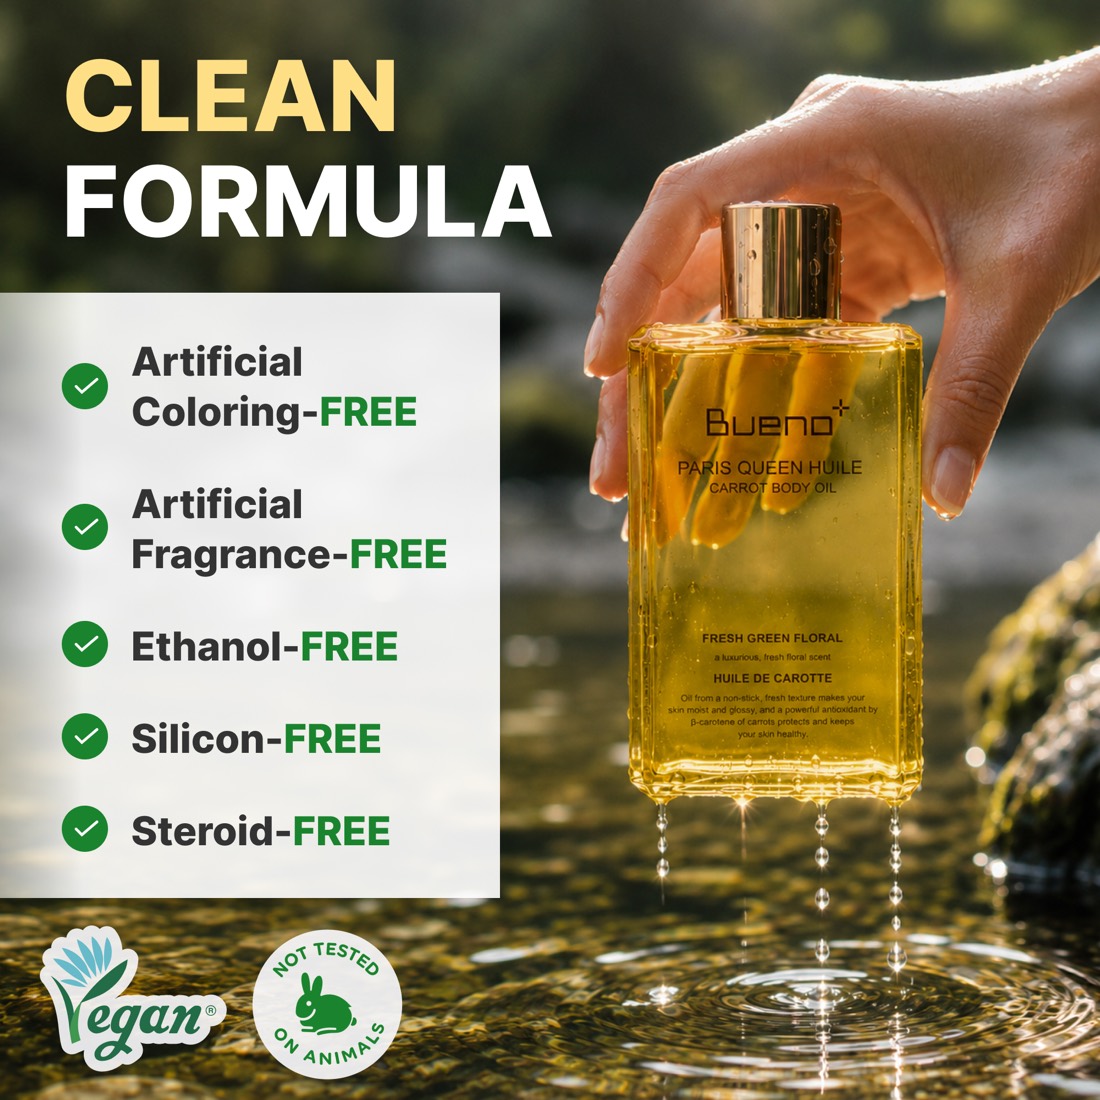 CLEAN
FORMULA
Artificial
Coloring-FREE
Artificial
Fragrance-FREE
Ethanol-FREE
Silicon-FREE
Steroid-FREE
Vegan®
NOT TESTED
ON ANIMALS
Bueno+
PARIS QUEEN HUILE
CARROT BODY OIL
FRESH GREEN FLORAL
a luxurious, fresh floral scent
HUILE DE CAROTTE
Oil from a non-stick, fresh texture makes your
skin moist and glossy, and a powerful antioxidant by
β-carotene of carrots protects and keeps
your skin healthy.